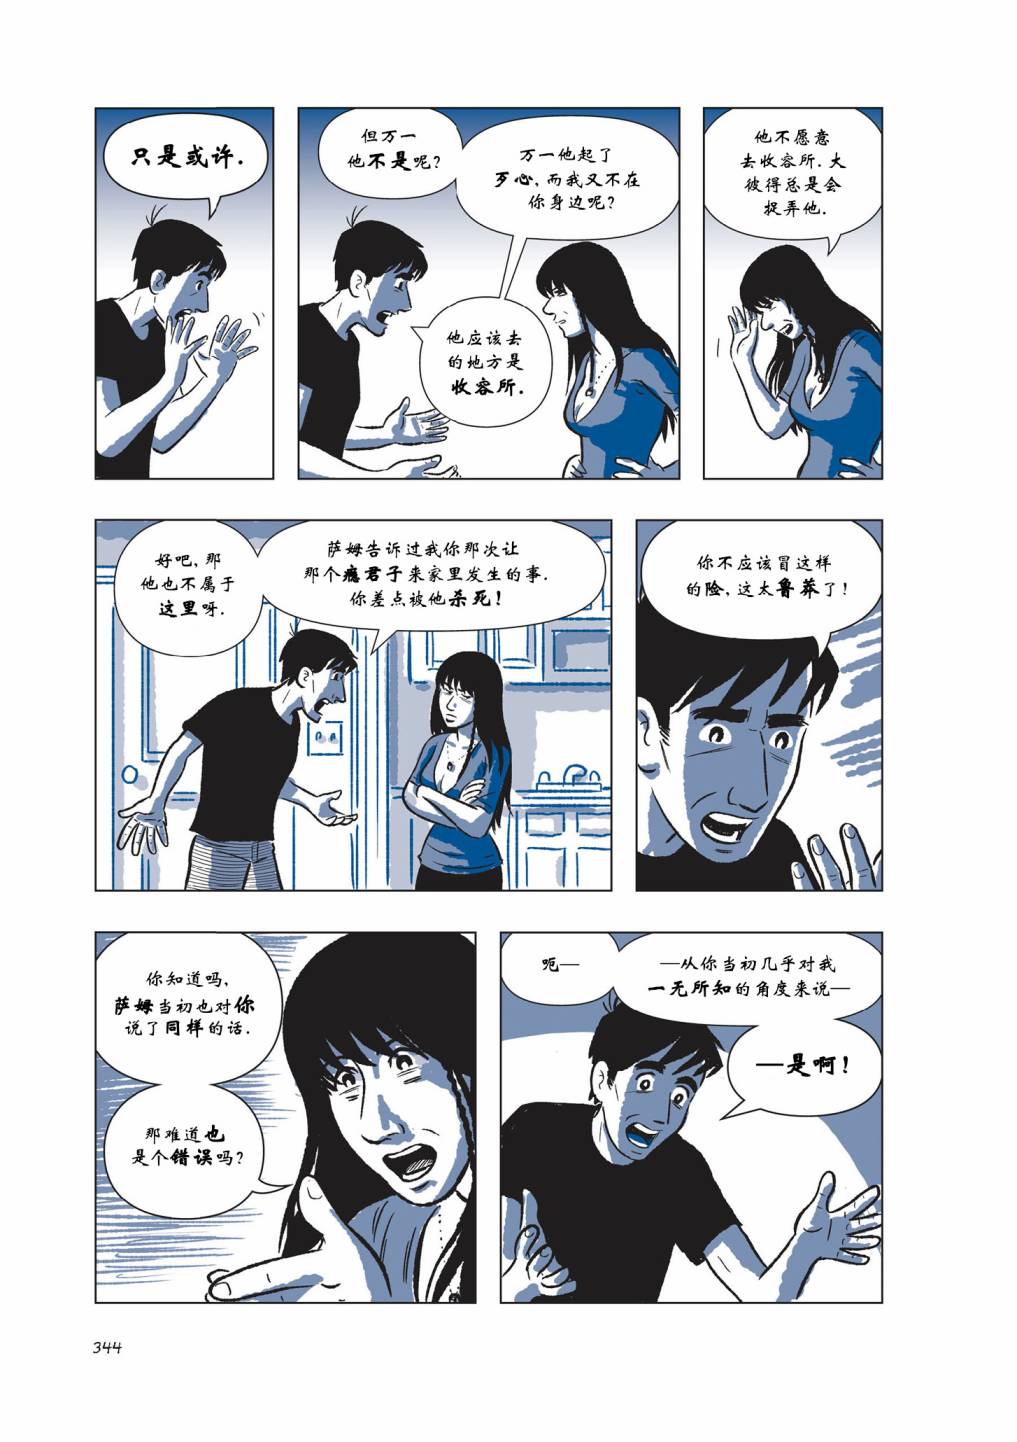 只是或许.
但万一
他不是呢?
万一他起了
歹心, 而我又不在
你身边呢?
他应该去
的地方是
收容所.
他不愿意
去收容所. 大
彼得总是会
捉弄他.
好吧, 那
他也不属于
这里呀.
萨姆告诉过我你那次让
那个瘾君子来家里发生的事.
你差点被他杀死!
你不应该冒这样
的险, 这太鲁莽了!
你知道吗,
萨姆当初也对你
说了同样的话.
那难道也
是个错误吗?
呃—
—从你当初几乎对我
一无所知的角度来说—
—是啊!
344